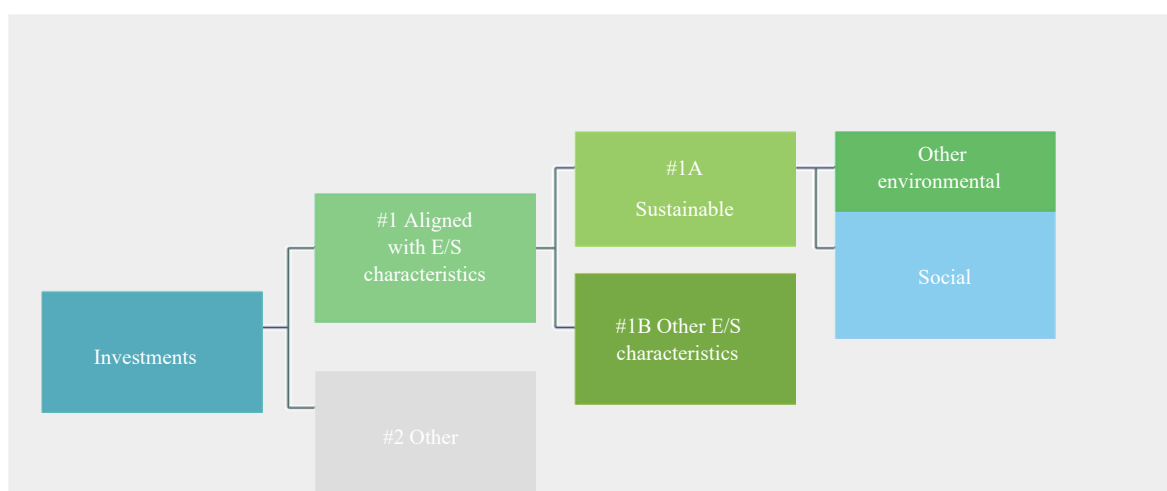 Investments
#1 Aligned
with E/S
characteristics
#2 Other
#1A
Sustainable
#1B Other E/S
characteristics
Other
environmental
Social